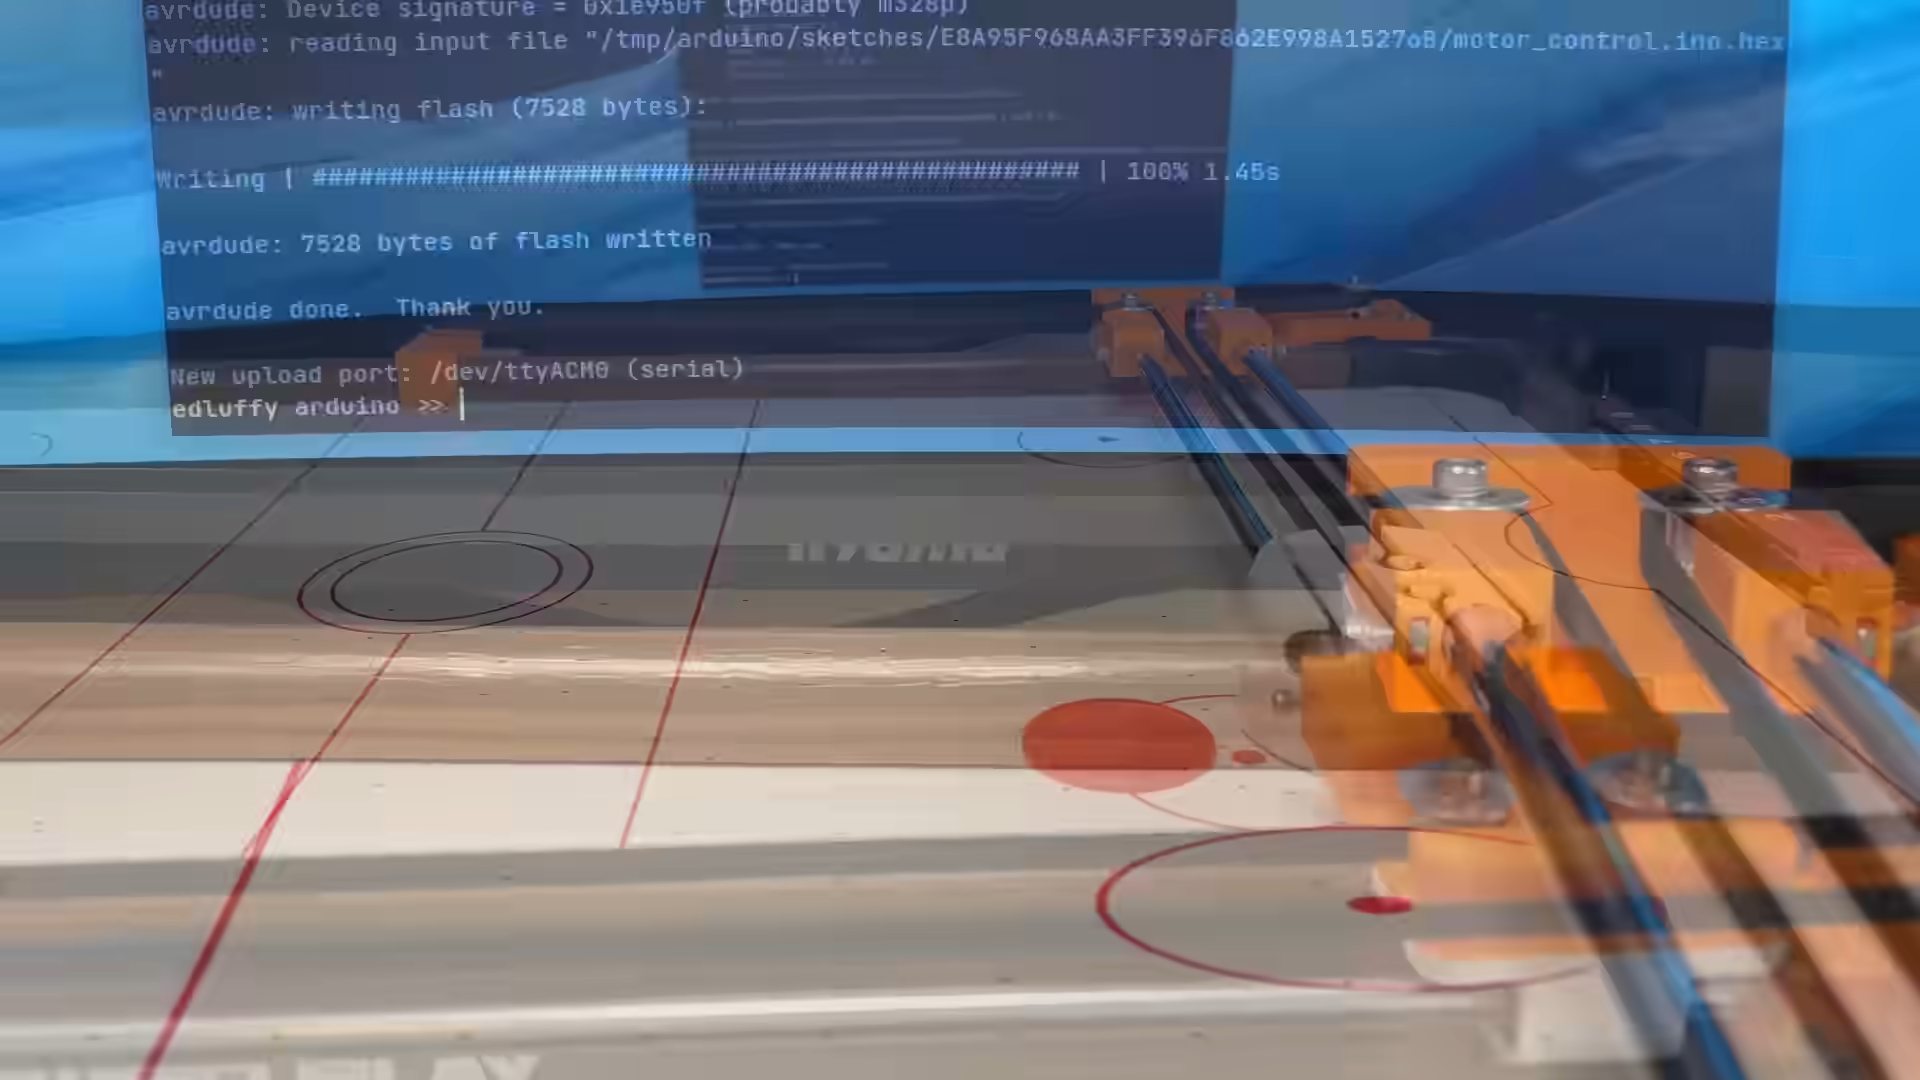 avrdude: Device signature = 0x1e950f (probably m328p)
avrdude: reading input file "/tmp/arduino/sketches/E8A95F968AA3FF396F862E998A15276B/motor_control.ino.hex
"
avrdude: writing flash (7528 bytes):
Writing | ################################################## | 100% 1.45s
avrdude: 7528 bytes of flash written
avrdude done.  Thank you.
New upload port: /dev/ttyACM0 (serial)
edluffy arduino >>